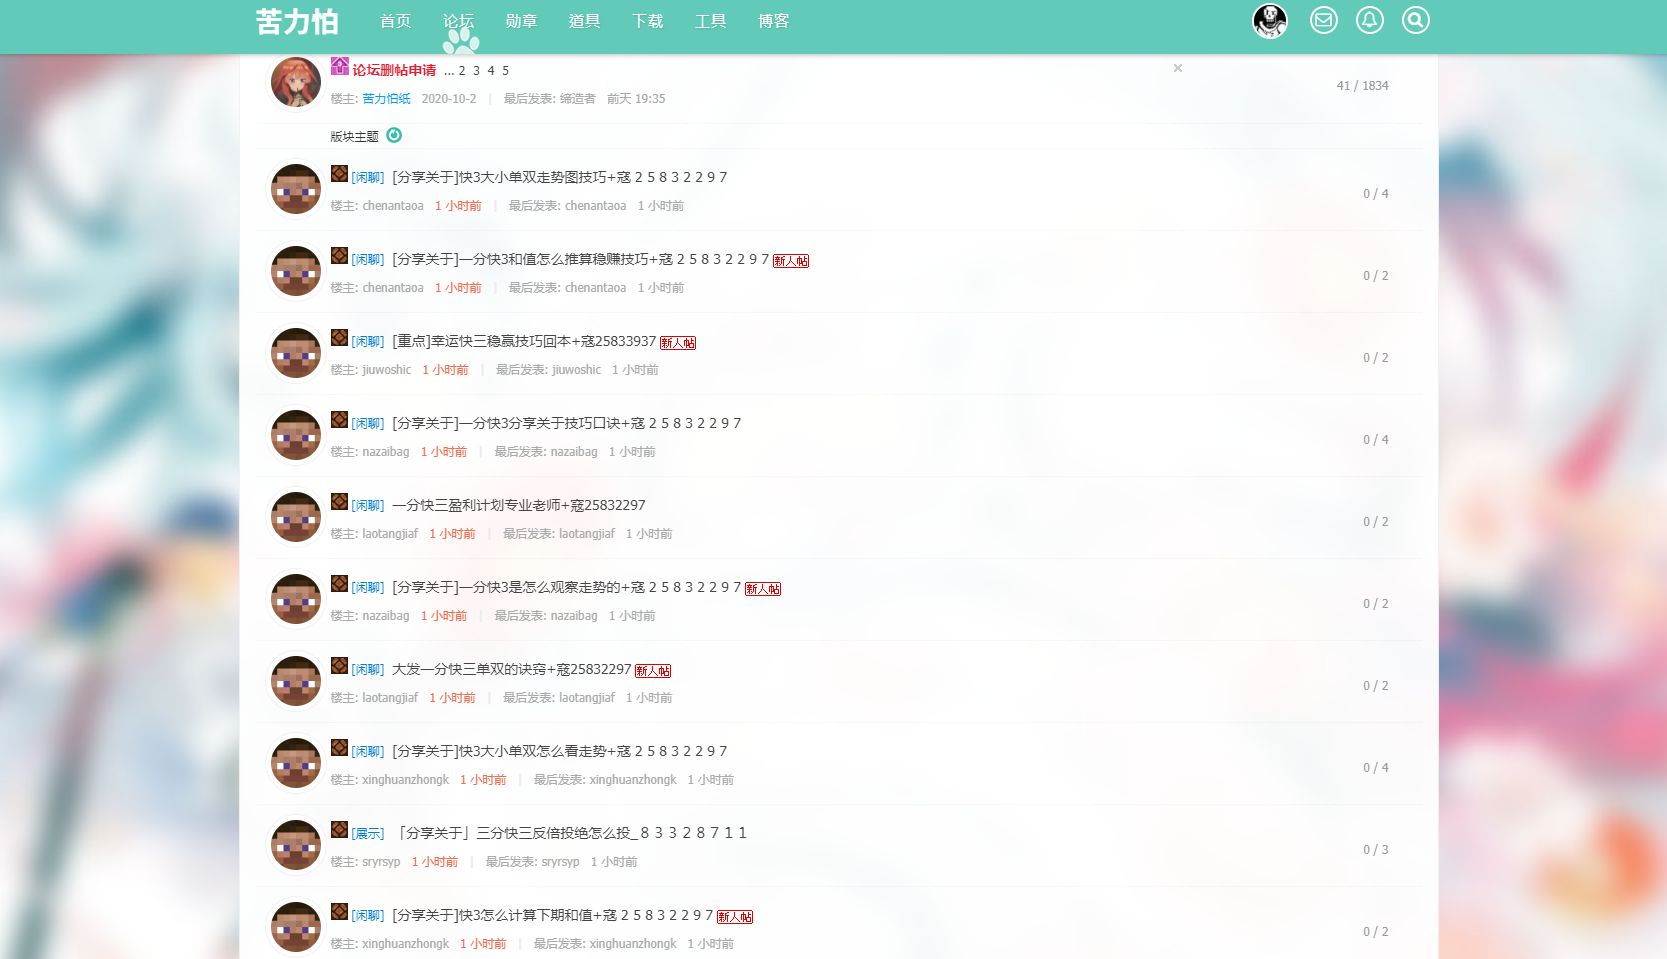 苦力怕 首页 论坛 勋章 道具 下载 工具 博客
论坛删帖申请 ... 2 3 4 5
41 / 1834
楼主: 苦力怕纸 2020-10-2 | 最后发表: 缔造者 前天 19:35
版块主题
[闲聊] [分享关于]快3大小单双走势图技巧+寇 2 5 8 3 2 2 9 7
0 / 4
楼主: chenantaoa 1 小时前 | 最后发表: chenantaoa 1 小时前
[闲聊] [分享关于]一分快3和值怎么推算稳赚技巧+寇 2 5 8 3 2 2 9 7 新人帖
0 / 2
楼主: chenantaoa 1 小时前 | 最后发表: chenantaoa 1 小时前
[闲聊] [重点]幸运快三稳赢技巧回本+寇25833937 新人帖
0 / 2
楼主: jiuwoshic 1 小时前 | 最后发表: jiuwoshic 1 小时前
[闲聊] [分享关于]一分快3分享关于技巧口诀+寇 2 5 8 3 2 2 9 7
0 / 4
楼主: nazaibag 1 小时前 | 最后发表: nazaibag 1 小时前
[闲聊] 一分快三盈利计划专业老师+寇25832297
0 / 2
楼主: laotangjiaf 1 小时前 | 最后发表: laotangjiaf 1 小时前
[闲聊] [分享关于]一分快3是怎么观察走势的+寇 2 5 8 3 2 2 9 7 新人帖
0 / 2
楼主: nazaibag 1 小时前 | 最后发表: nazaibag 1 小时前
[闲聊] 大发一分快三单双的诀窍+寇25832297 新人帖
0 / 2
楼主: laotangjiaf 1 小时前 | 最后发表: laotangjiaf 1 小时前
[闲聊] [分享关于]快3大小单双怎么看走势+寇 2 5 8 3 2 2 9 7
0 / 4
楼主: xinghuanzhongk 1 小时前 | 最后发表: xinghuanzhongk 1 小时前
[展示] 「分享关于」三分快三反倍投绝怎么投_８３３２８７１１
0 / 3
楼主: sryrsyp 1 小时前 | 最后发表: sryrsyp 1 小时前
[闲聊] [分享关于]快3怎么计算下期和值+寇 2 5 8 3 2 2 9 7 新人帖
0 / 2
楼主: xinghuanzhongk 1 小时前 | 最后发表: xinghuanzhongk 1 小时前